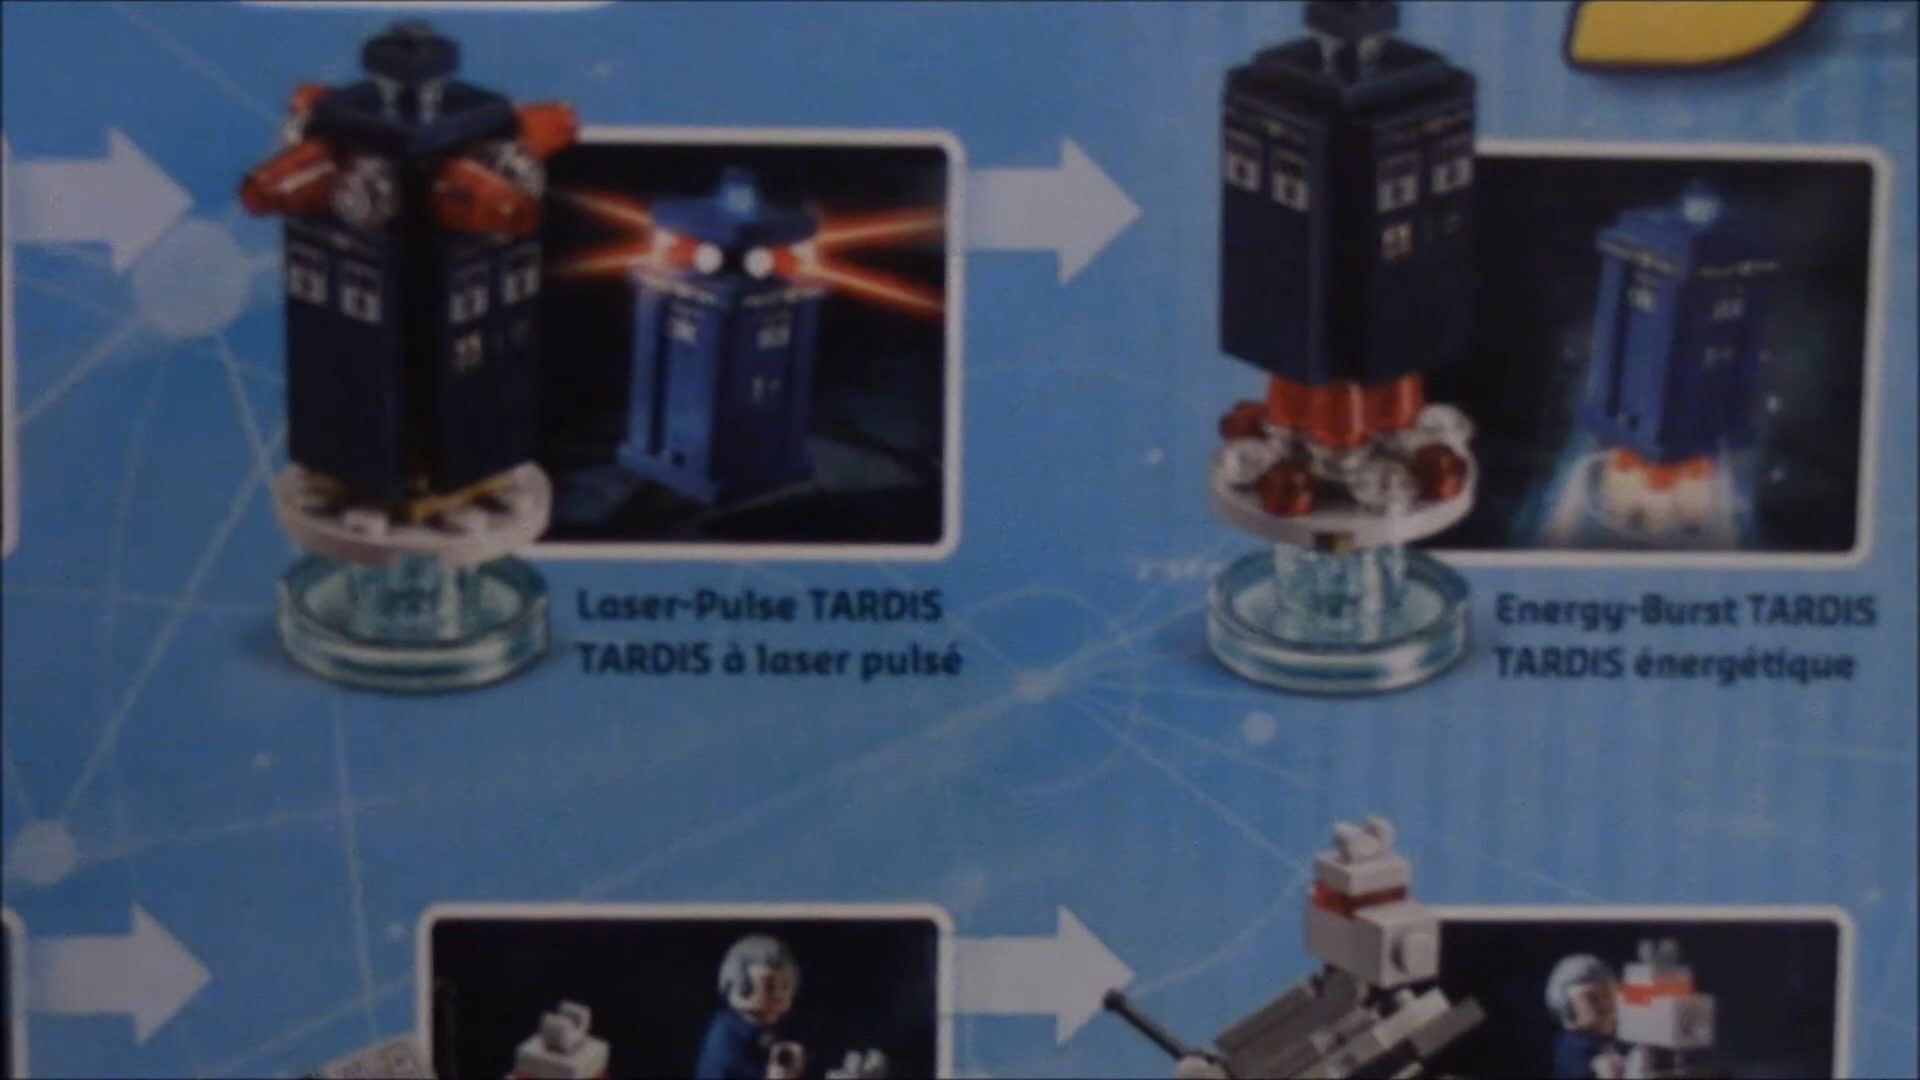 Laser-Pulse TARDIS
TARDIS à laser pulsé
Energy-Burst TARDIS
TARDIS énergétique